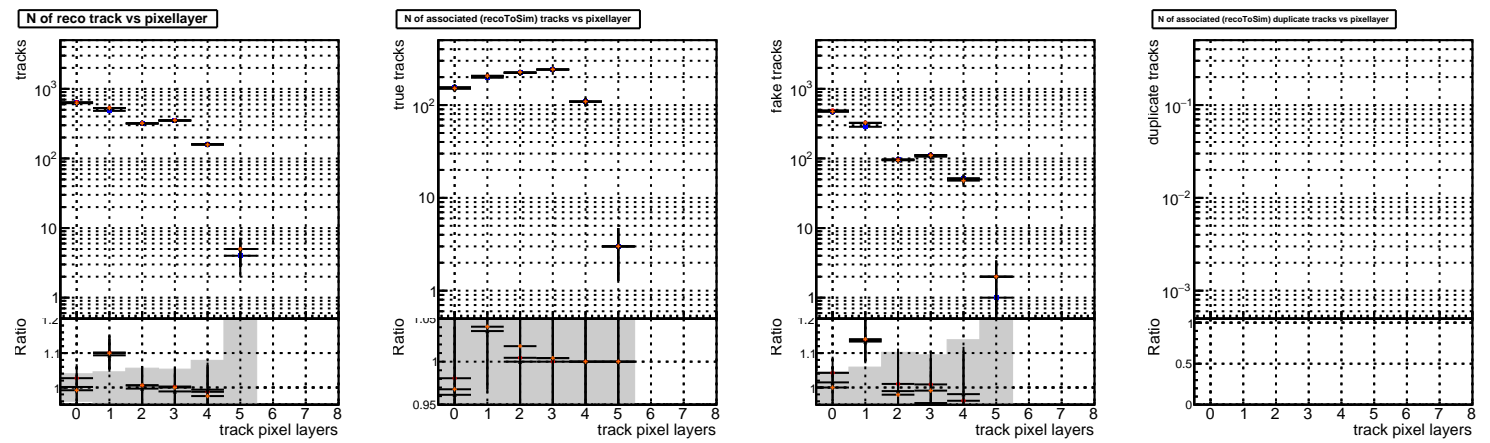 N of reco track vs pixellayer
tracks
10³
10²
10
1
Ratio
1.2
1.1
1
0 1 2 3 4 5 6 7 8
track pixel layers
N of associated (recoToSim) tracks vs pixellayer
true tracks
10²
10
1
Ratio
1.05
1
0.95
0 1 2 3 4 5 6 7 8
track pixel layers
fake tracks
10³
10²
10
1
Ratio
1.2
1.1
1
0 1 2 3 4 5 6 7 8
track pixel layers
N of associated (recoToSim) duplicate tracks vs pixellayer
duplicate tracks
10⁻¹
10⁻²
10⁻³
Ratio
1
0.5
0
0 1 2 3 4 5 6 7 8
track pixel layers